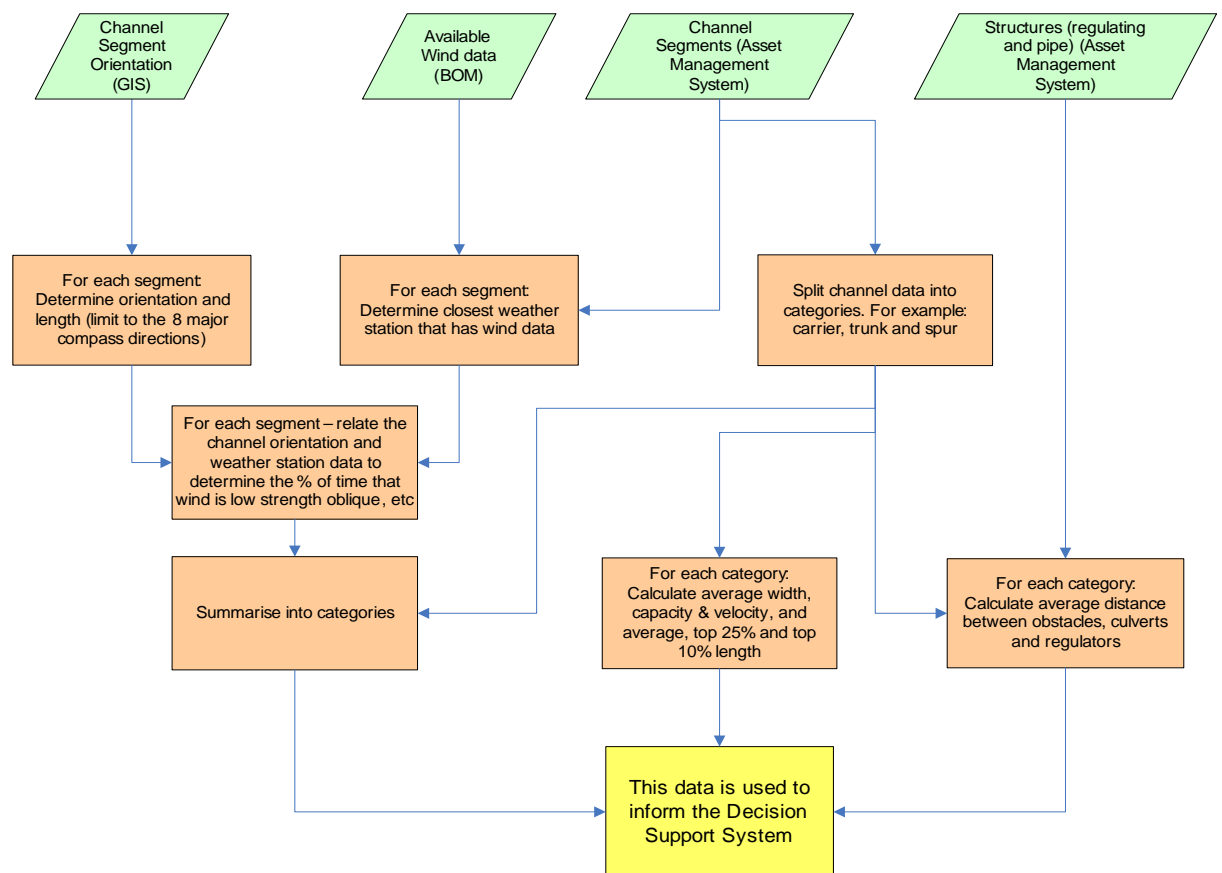 Channel
Segment
Orientation
(GIS)
Available
Wind data
(BOM)
Channel
Segments (Asset
Management
System)
Structures (regulating
and pipe) (Asset
Management
System)
For each segment:
Determine orientation and
length (limit to the 8 major
compass directions)
For each segment:
Determine closest weather
station that has wind data
Split channel data into
categories. For example:
carrier, trunk and spur
For each segment – relate the
channel orientation and
weather station data to
determine the % of time that
wind is low strength oblique, etc
Summarise into categories
For each category:
Calculate average width,
capacity & velocity, and
average, top 25% and top
10% length
For each category:
Calculate average distance
between obstacles, culverts
and regulators
This data is used to
inform the Decision
Support System